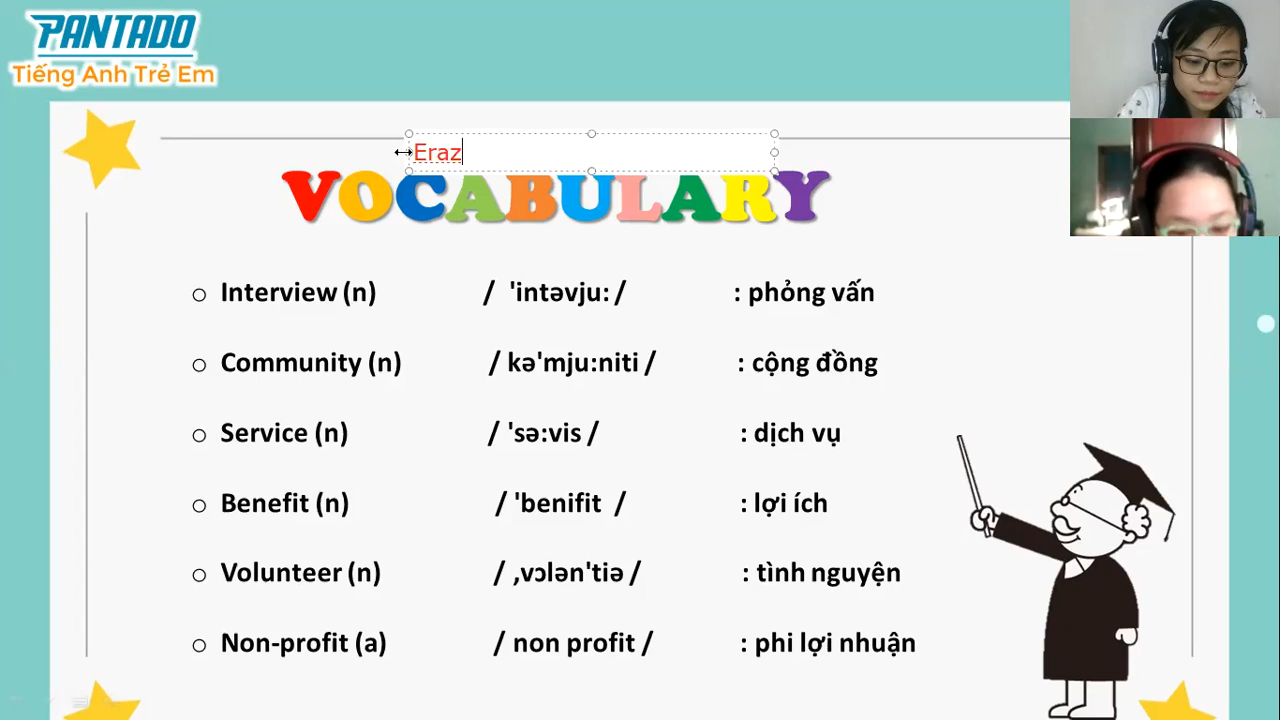 PANTADO
Tiếng Anh Trẻ Em
Eraz
VOCABULARY
Interview (n) / 'intəvju: / : phỏng vấn
Community (n) / kə'mju:niti / : cộng đồng
Service (n) / 'sə:vis / : dịch vụ
Benefit (n) / 'benifit / : lợi ích
Volunteer (n) / ,vɔlən'tiə / : tình nguyện
Non-profit (a) / non profit / : phi lợi nhuận